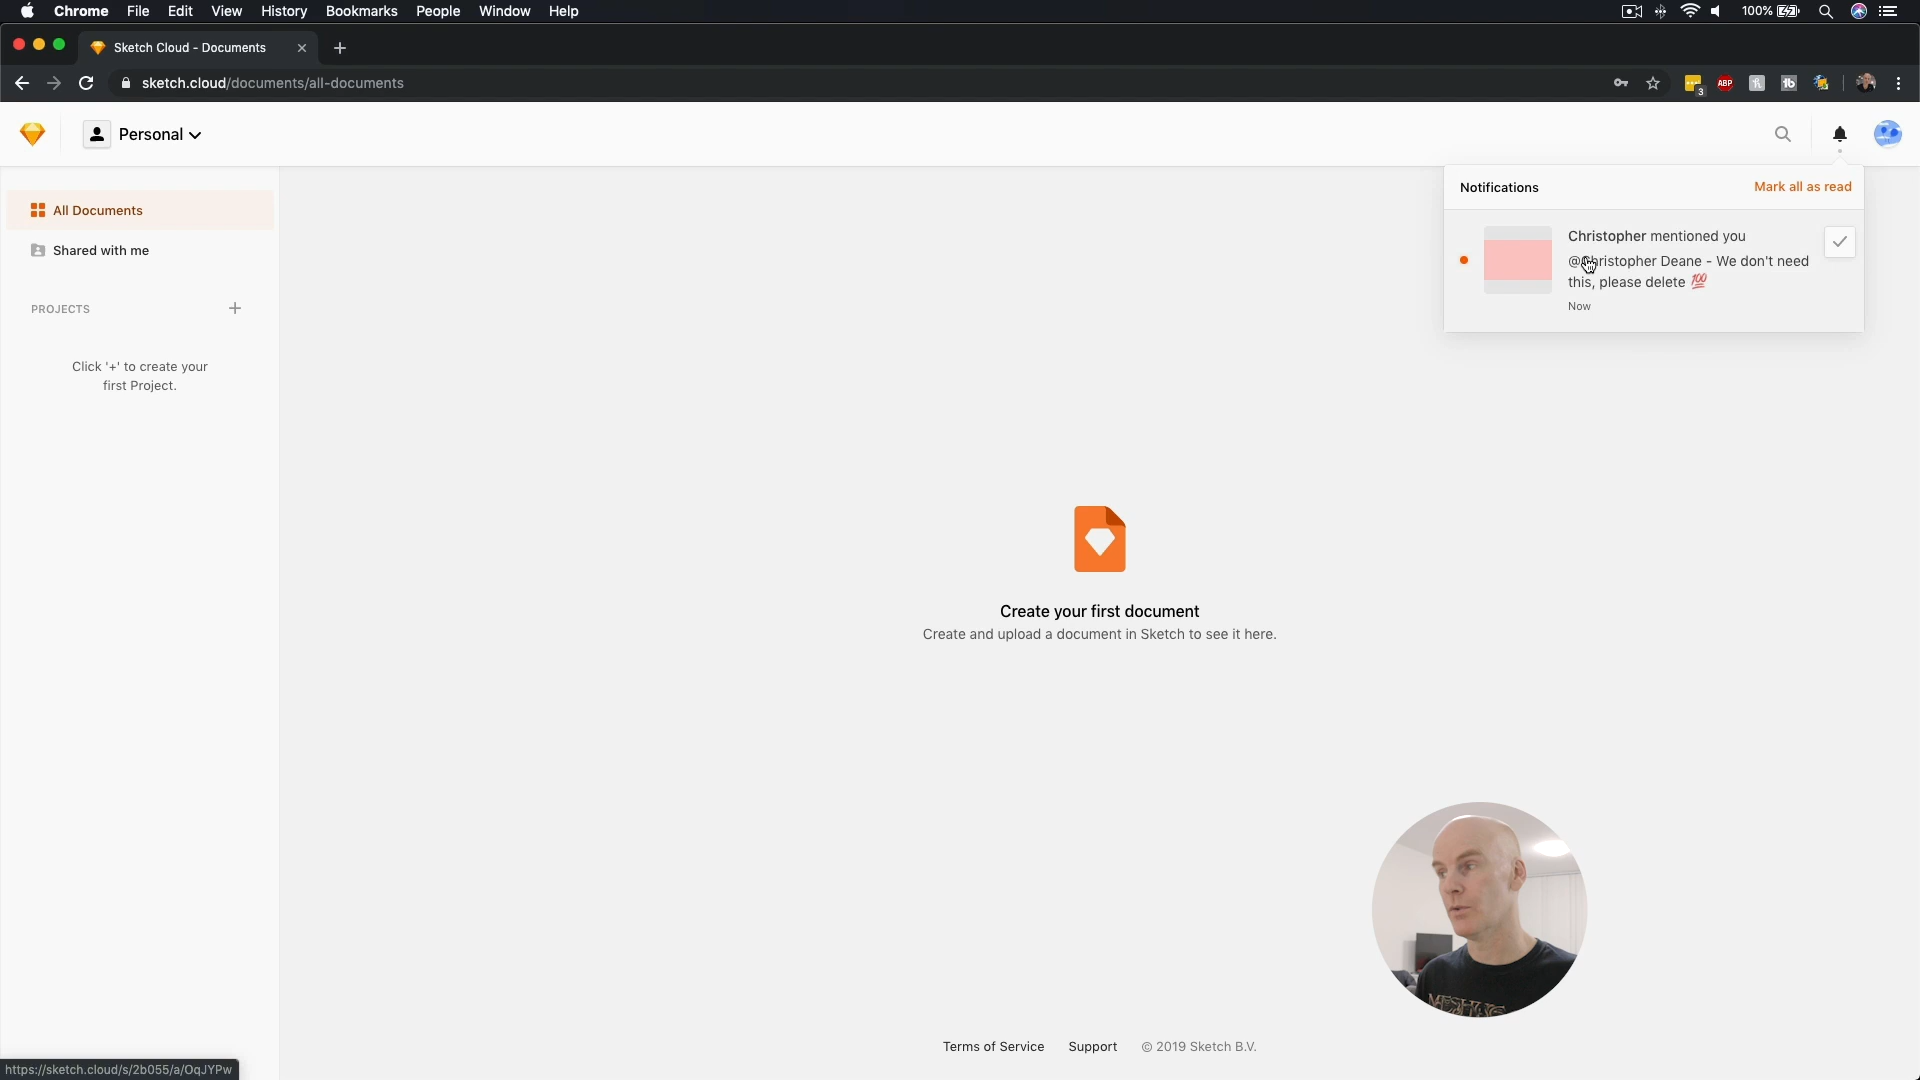 Chrome File Edit View History Bookmarks People Window Help
100%
Sketch Cloud - Documents
sketch.cloud/documents/all-documents
3
ABP
tb
Personal
Notifications
Mark all as read
All Documents
Christopher mentioned you
Shared with me
Deane - We don't need
this, please delete 💯
Now
PROJECTS
Click '+' to create your
first Project.
Create your first document
Create and upload a document in Sketch to see it here.
Terms of Service Support © 2019 Sketch B.V.
https://sketch.cloud/s/2b055/a/OqJYPw